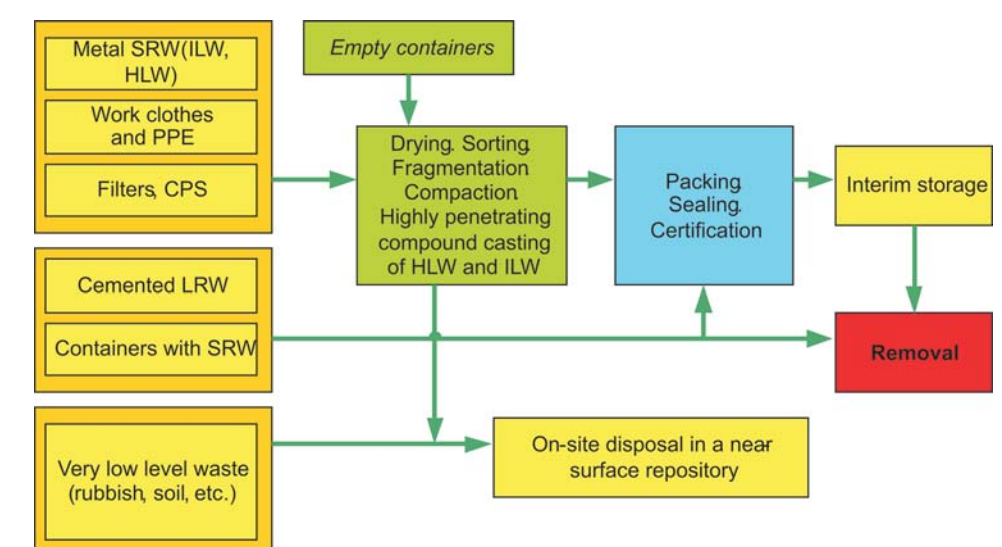 Metal SRW(ILW,
HLW)
Work clothes
and PPE
Filters, CPS
Empty containers
Drying. Sorting.
Fragmentation.
Compaction.
Highly penetrating
compound casting
of HLW and ILW
Packing.
Sealing.
Certification
Interim storage
Cemented LRW
Containers with SRW
Removal
Very low level waste
(rubbish, soil, etc.)
On-site disposal in a near-
surface repository